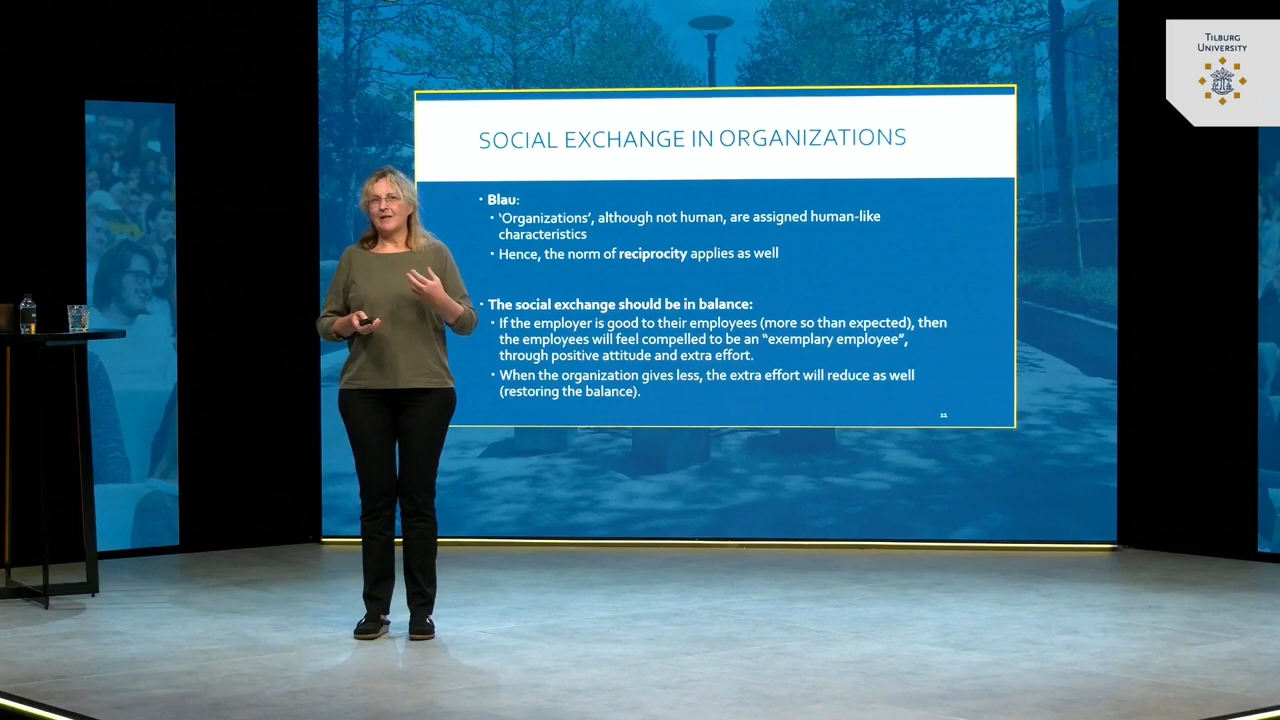 TILBURG
UNIVERSITY
SOCIAL EXCHANGE IN ORGANIZATIONS
• Blau:
• 'Organizations', although not human, are assigned human-like
characteristics
• Hence, the norm of reciprocity applies as well
• The social exchange should be in balance:
• If the employer is good to their employees (more so than expected), then
the employees will feel compelled to be an “exemplary employee”,
through positive attitude and extra effort.
• When the organization gives less, the extra effort will reduce as well
(restoring the balance).
11